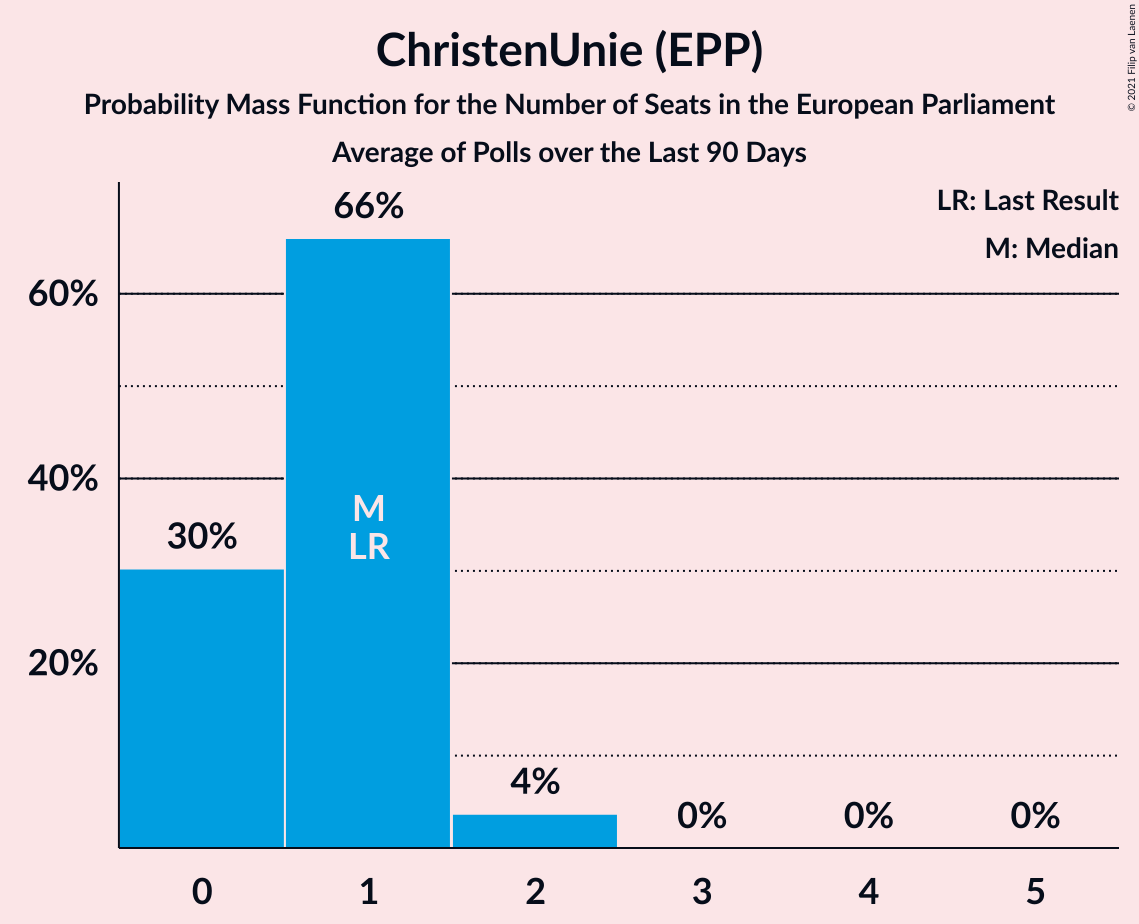 ChristenUnie (EPP)
Probability Mass Function for the Number of Seats in the European Parliament
Average of Polls over the Last 90 Days
© 2021 Filip van Laenen
LR: Last Result
M: Median
66%
60%
40%
M
LR
30%
20%
4%
0%
0%
0%
0 1 2 3 4 5